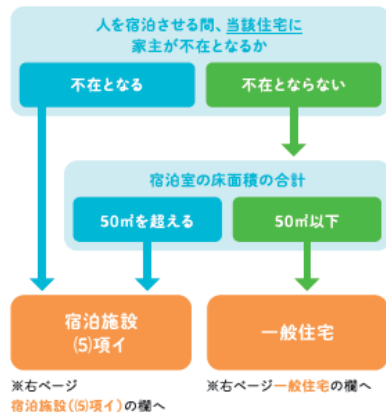 人を宿泊させる間、当該住宅に
家主が不在となるか
不在となる
不在とならない
宿泊室の床面積の合計
50㎡を超える
50㎡以下
宿泊施設
(5)項イ
一般住宅
※右ページ
宿泊施設((5)項イ)の欄へ
※右ページ一般住宅の欄へ